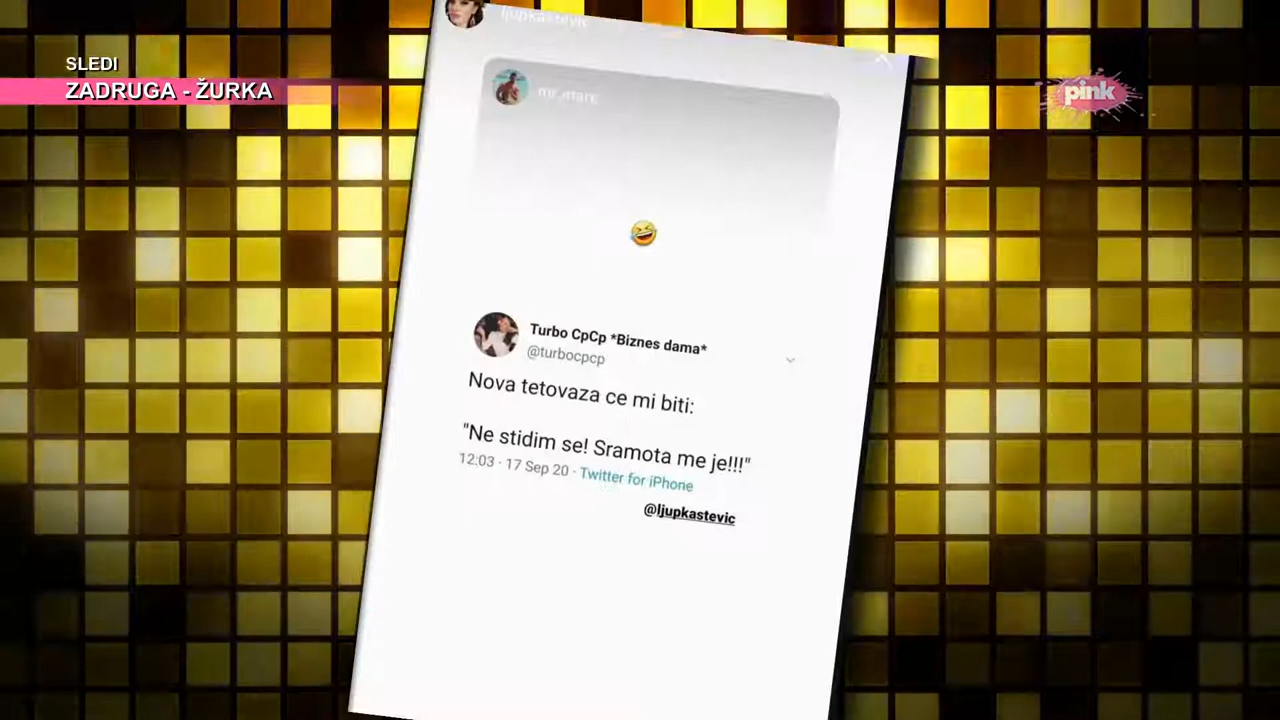 SLEDI
ZADRUGA - ŽURKA
pink
ljupkastevic
Turbo CpCp *Biznes dama*
@turbocpcp
Nova tetovaza ce mi biti:
"Ne stidim se! Sramota me je!!!"
12:03 · 17 Sep 20 · Twitter for iPhone
@ljupkastevic